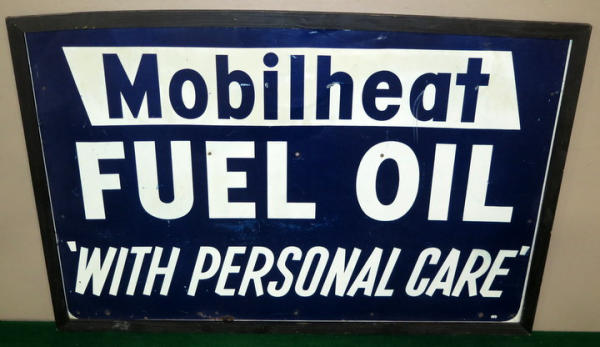 Mobilheat
FUEL OIL
'WITH PERSONAL CARE'